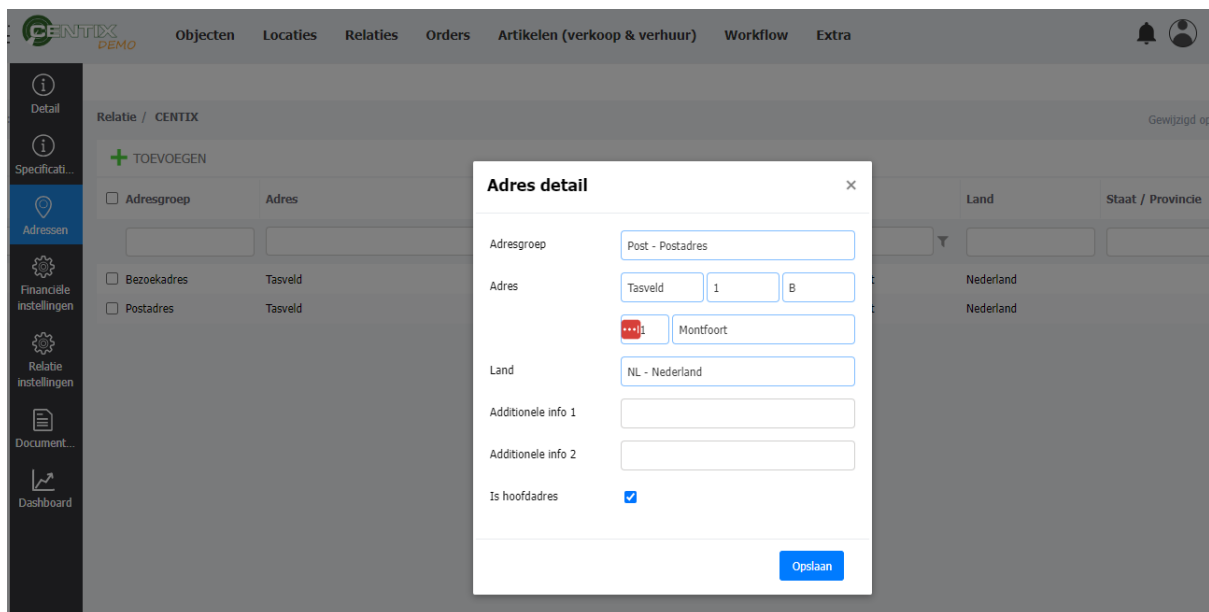 CENTIX
DEMO
Objecten Locaties Relaties Orders Artikelen (verkoop & verhuur) Workflow Extra
Detail
Specificati...
Adressen
Financiële
instellingen
Relatie
instellingen
Document...
Dashboard
Relatie / CENTIX
Gewijzigd op
TOEVOEGEN
Adresgroep Adres Land Staat / Provincie
Bezoekadres Tasveld Nederland
Postadres Tasveld Nederland
Adres detail ×
Adresgroep Post - Postadres
Adres Tasveld 1 B
1 Montfoort
Land NL - Nederland
Additionele info 1
Additionele info 2
Is hoofdadres
Opslaan